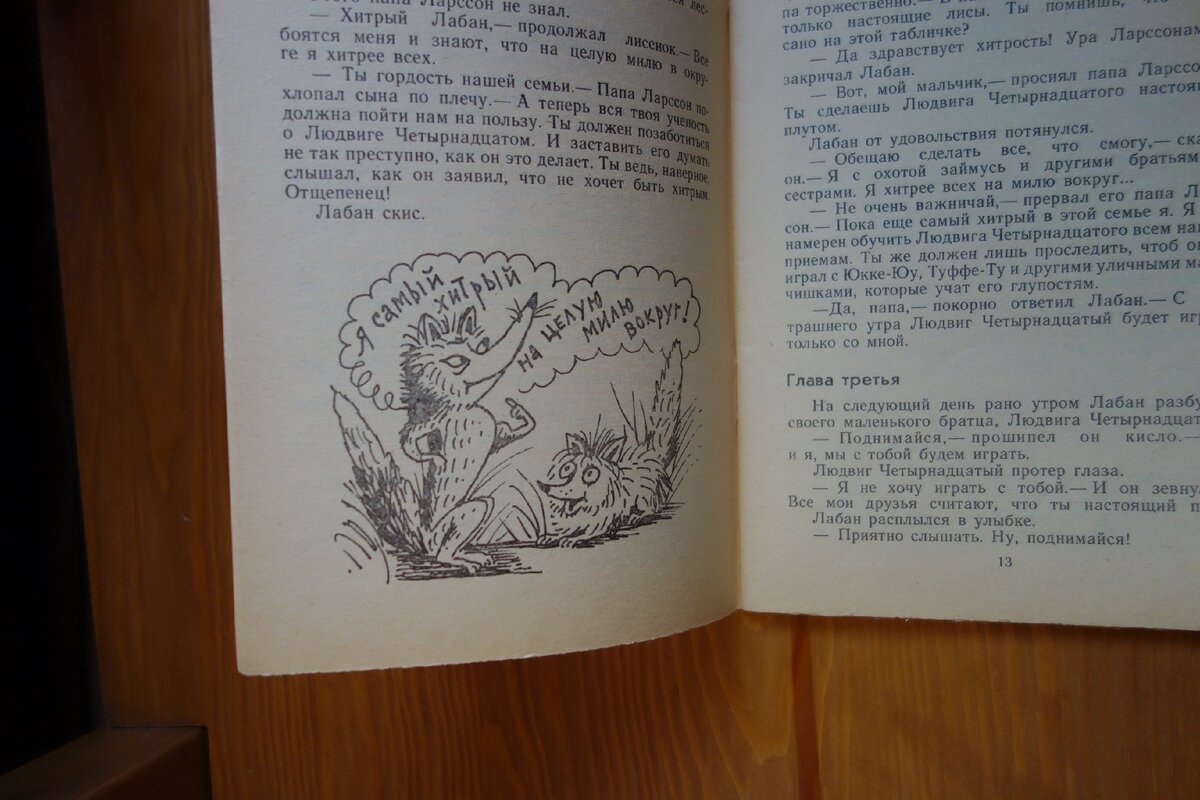 папа Ларссон не знал.
— Хитрый Лабан,— продолжал лисенок.— Все
боятся меня и знают, что на целую милю в окру-
ге я хитрее всех.
— Ты гордость нашей семьи.— Папа Ларссон по-
хлопал сына по плечу.— А теперь вся твоя ученость
должна пойти нам на пользу. Ты должен позаботиться
о Людвиге Четырнадцатом. И заставить его думать
не так преступно, как он это делает. Ты ведь, наверное,
слышал, как он заявил, что не хочет быть хитрым.
Отщепенец!
Лабан скис.
Я САМЫЙ
ХИТРЫЙ
НА ЦЕЛУЮ
МИЛЮ
ВОКРУГ!
па торжественно.—
только настоящие лисы. Ты помнишь,
сано на этой табличке?
— Да здравствует хитрость! Ура Ларссонам
закричал Лабан.
— Вот, мой мальчик,— просиял папа Ларссо
Ты сделаешь Людвига Четырнадцатого настоя
плутом.
Лабан от удовольствия потянулся.
— Обещаю сделать все, что смогу,— ска
он.— Я с охотой займусь и другими братьям
сестрами. Я хитрее всех на милю вокруг...
— Не очень важничай,— прервал его папа Л
сон.— Пока еще самый хитрый в этой семье я. Я
намерен обучить Людвига Четырнадцатого всем на
приемам. Ты же должен лишь проследить, чтоб о
играл с Юкке-Юу, Туффе-Ту и другими уличными ма
чишками, которые учат его глупостям.
—Да, папа,— покорно ответил Лабан.— С
трашнего утра Людвиг Четырнадцатый будет игр
только со мной.
Глава третья
На следующий день рано утром Лабан разбу
своего маленького братца, Людвига Четырнадцат
— Поднимайся,— прошипел он кисло.—
и я, мы с тобой будем играть.
Людвиг Четырнадцатый протер глаза.
— Я не хочу играть с тобой.— И он зевну
Все мои друзья считают, что ты настоящий п
Лабан расплылся в улыбке.
— Приятно слышать. Ну, поднимайся!
13